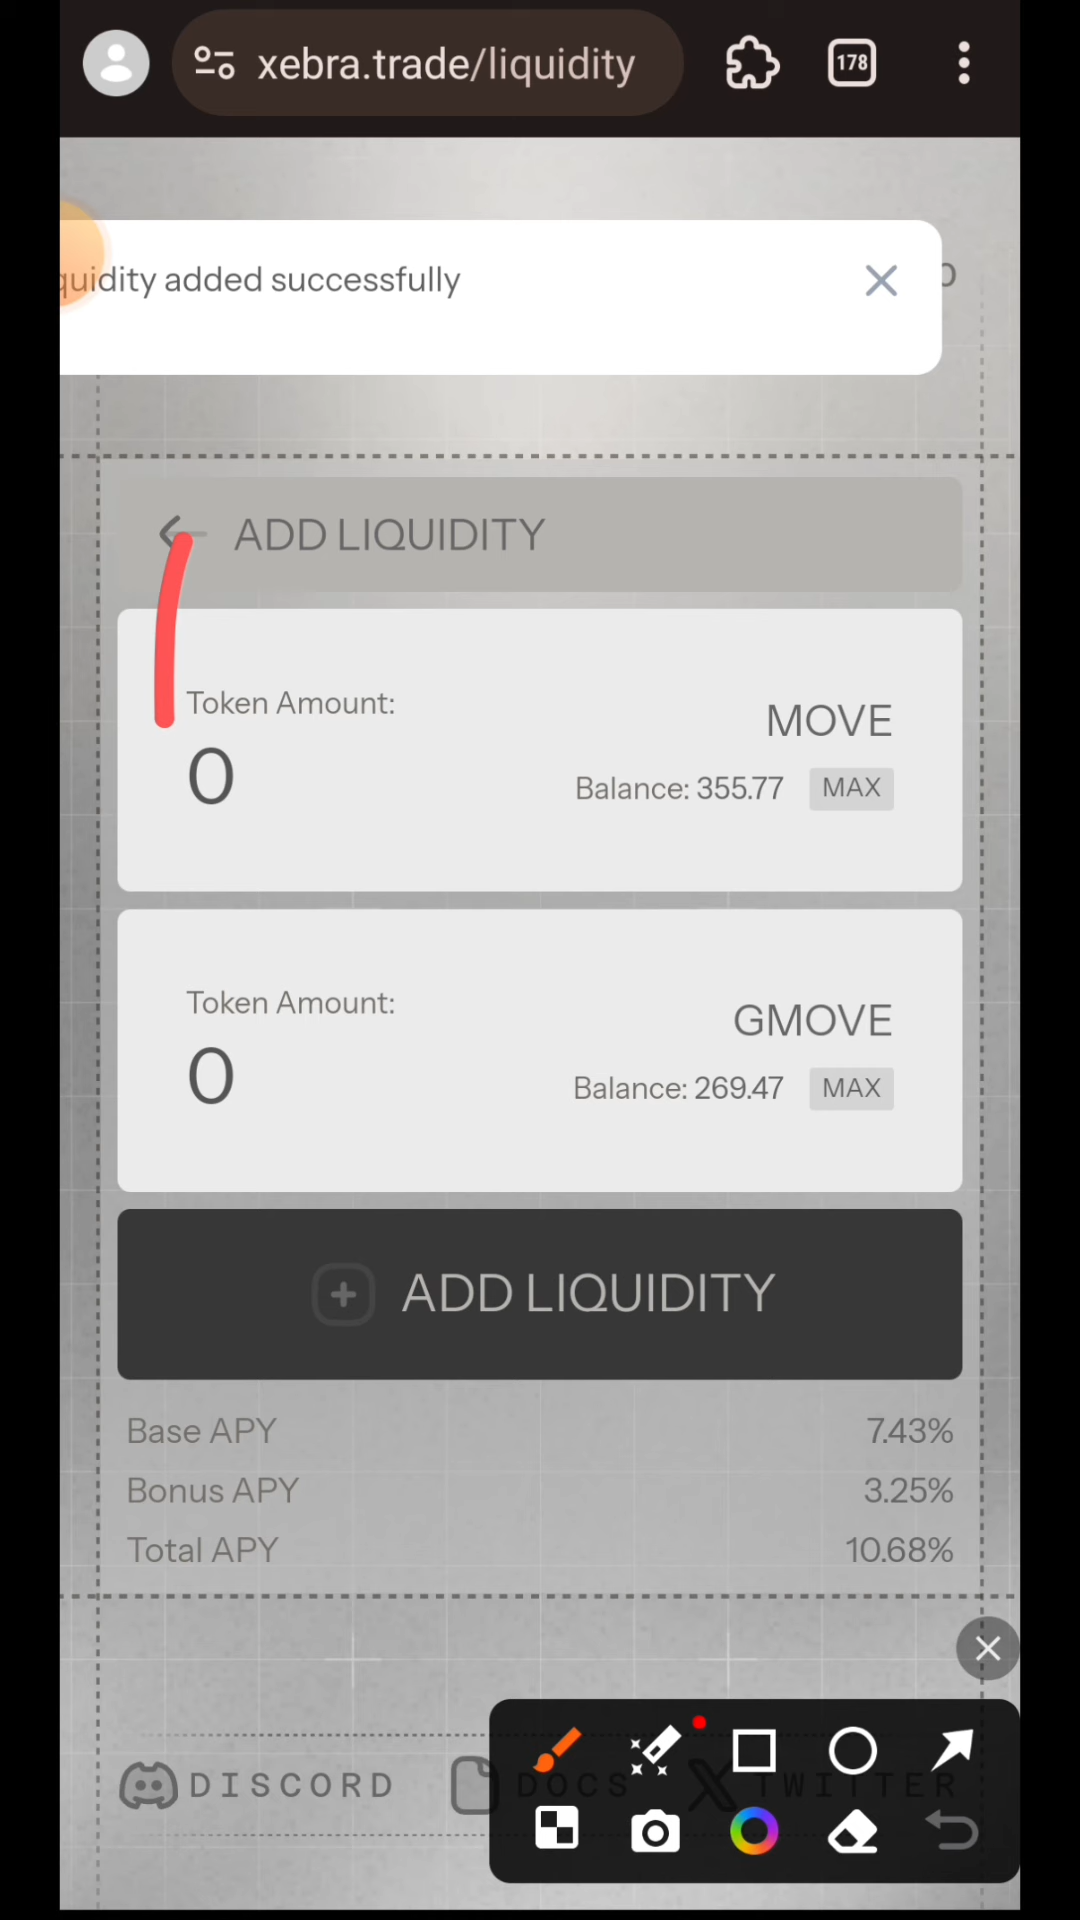 xebra.trade/liquidity
178
quidity added successfully
ADD LIQUIDITY
Token Amount:
MOVE
0
Balance: 355.77 MAX
Token Amount:
GMOVE
0
Balance: 269.47 MAX
ADD LIQUIDITY
Base APY 7.43%
Bonus APY 3.25%
Total APY 10.68%
DISCORD DOCS TWITTER